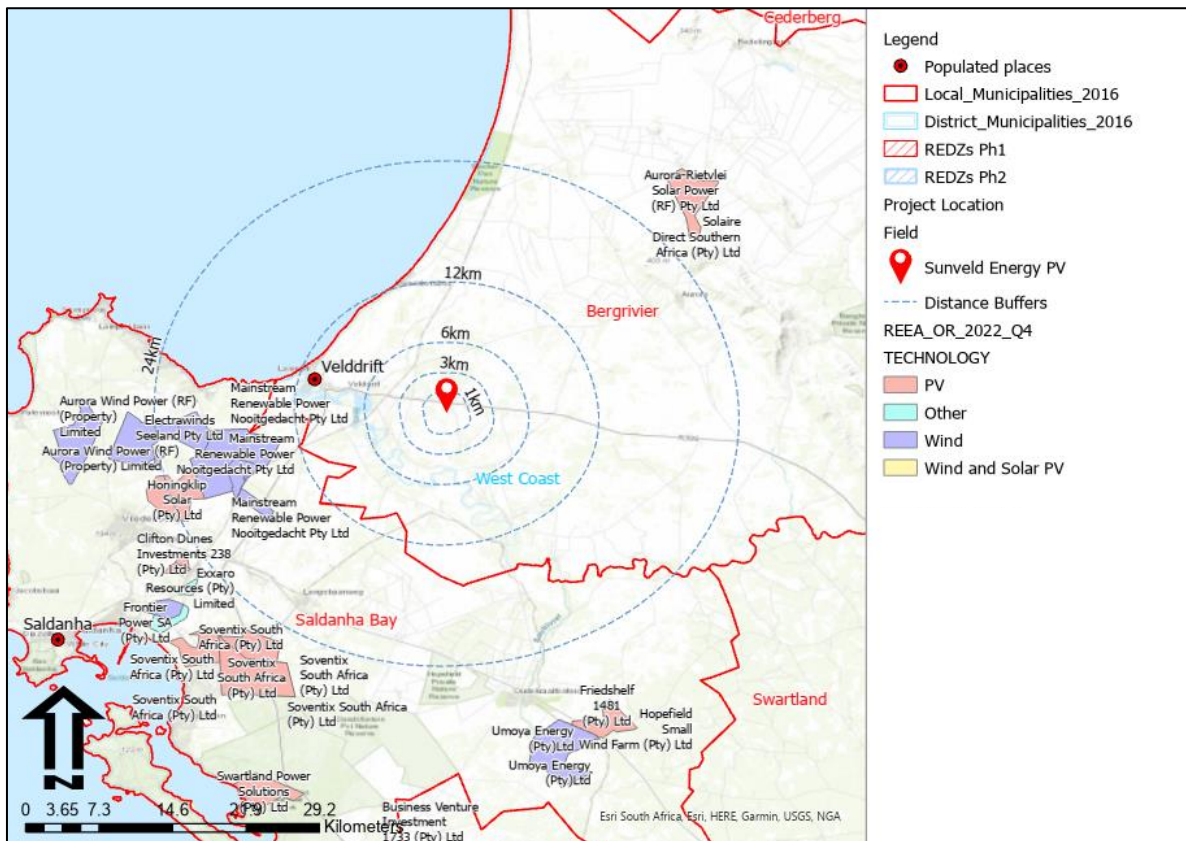 Cederberg
Aurora-Rietvlei
Solar Power
(RF) Pty Ltd
Solaire
Direct Southern
Africa (Pty) Ltd
Aurora
12km
Bergrivier
6km
3km
1km
24km
Velddrift
Mainstream
Renewable Power
Nooitgedacht-Pty Ltd
Aurora Wind Power (RF)
(Property)
Limited
Electrawinds
Seeland Pty Ltd
Aurora Wind Power (RF)
(Property) Limited
Mainstream
Renewable Power
Nooitgedacht Pty Ltd
Honingklip
Solar
(Pty) Ltd
Mainstream
Renewable Power
Nooitgedacht Pty Ltd
West Coast
Clifton Dunes
Investments 238
(Pty) Ltd
Exxaro
Resources (Pty)
Limited
Frontier
Power SA
(Pty) Ltd
Saldanha
Saldanha Bay
Soventix South
Africa (Pty) Ltd
Soventix South
Africa (Pty) Ltd
Soventix
South Africa
(Pty) Ltd
Soventix
South Africa
(Pty) Ltd
Soventix South
Africa (Pty) Ltd
Soventix South Africa
(Pty) Ltd
Swartland
Friedshelf
1481
(Pty) Ltd
Hopefield
Small
Wind Farm (Pty) Ltd
Umoya Energy
(Pty)Ltd
Umoya Energy
(Pty)Ltd
Swartland Power
Solutions
(Pty) Ltd
Business Venture
Investment
1733 (Pty) Ltd
N
0 3.65 7.3 14.6 21.9 29.2
Kilometers
Esri South Africa, Esri, HERE, Garmin, USGS, NGA
Legend
Populated places
Local_Municipalities_2016
District_Municipalities_2016
REDZs Ph1
REDZs Ph2
Project Location
Field
Sunveld Energy PV
Distance Buffers
REEA_OR_2022_Q4
TECHNOLOGY
PV
Other
Wind
Wind and Solar PV